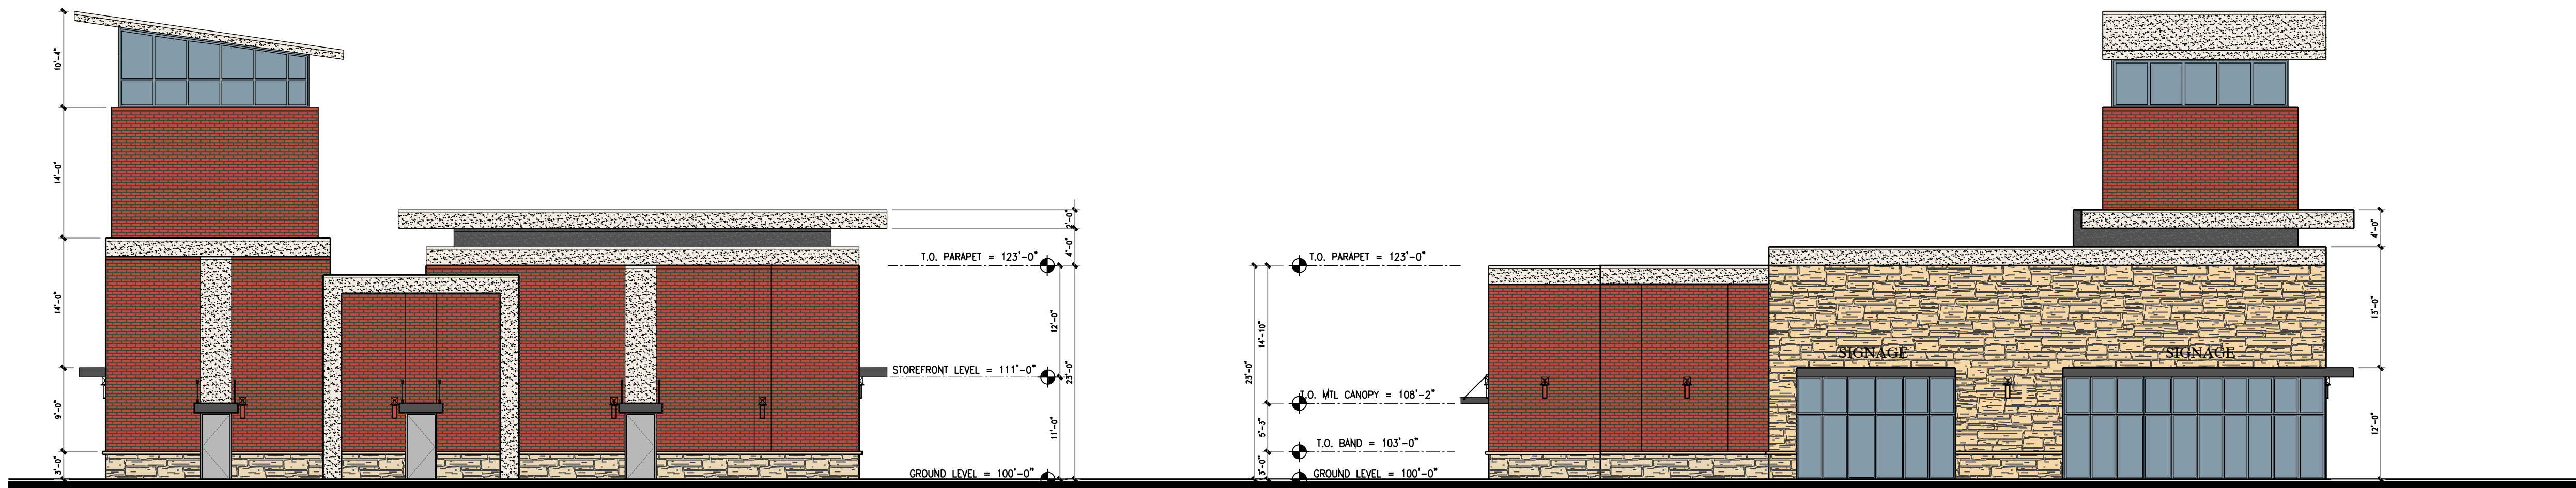 10'-4"
14'-0"
14'-0"
9'-0"
3'-0"
2'-0"
4'-0"
T.O. PARAPET = 123'-0"
12'-0"
STOREFRONT LEVEL = 111'-0"
23'-0"
11'-0"
GROUND LEVEL = 100'-0"
T.O. PARAPET = 123'-0"
14'-10"
23'-0"
T.O. MTL CANOPY = 108'-2"
5'-3"
T.O. BAND = 103'-0"
3'-0"
GROUND LEVEL = 100'-0"
SIGNAGE
SIGNAGE
4'-0"
13'-0"
12'-0"